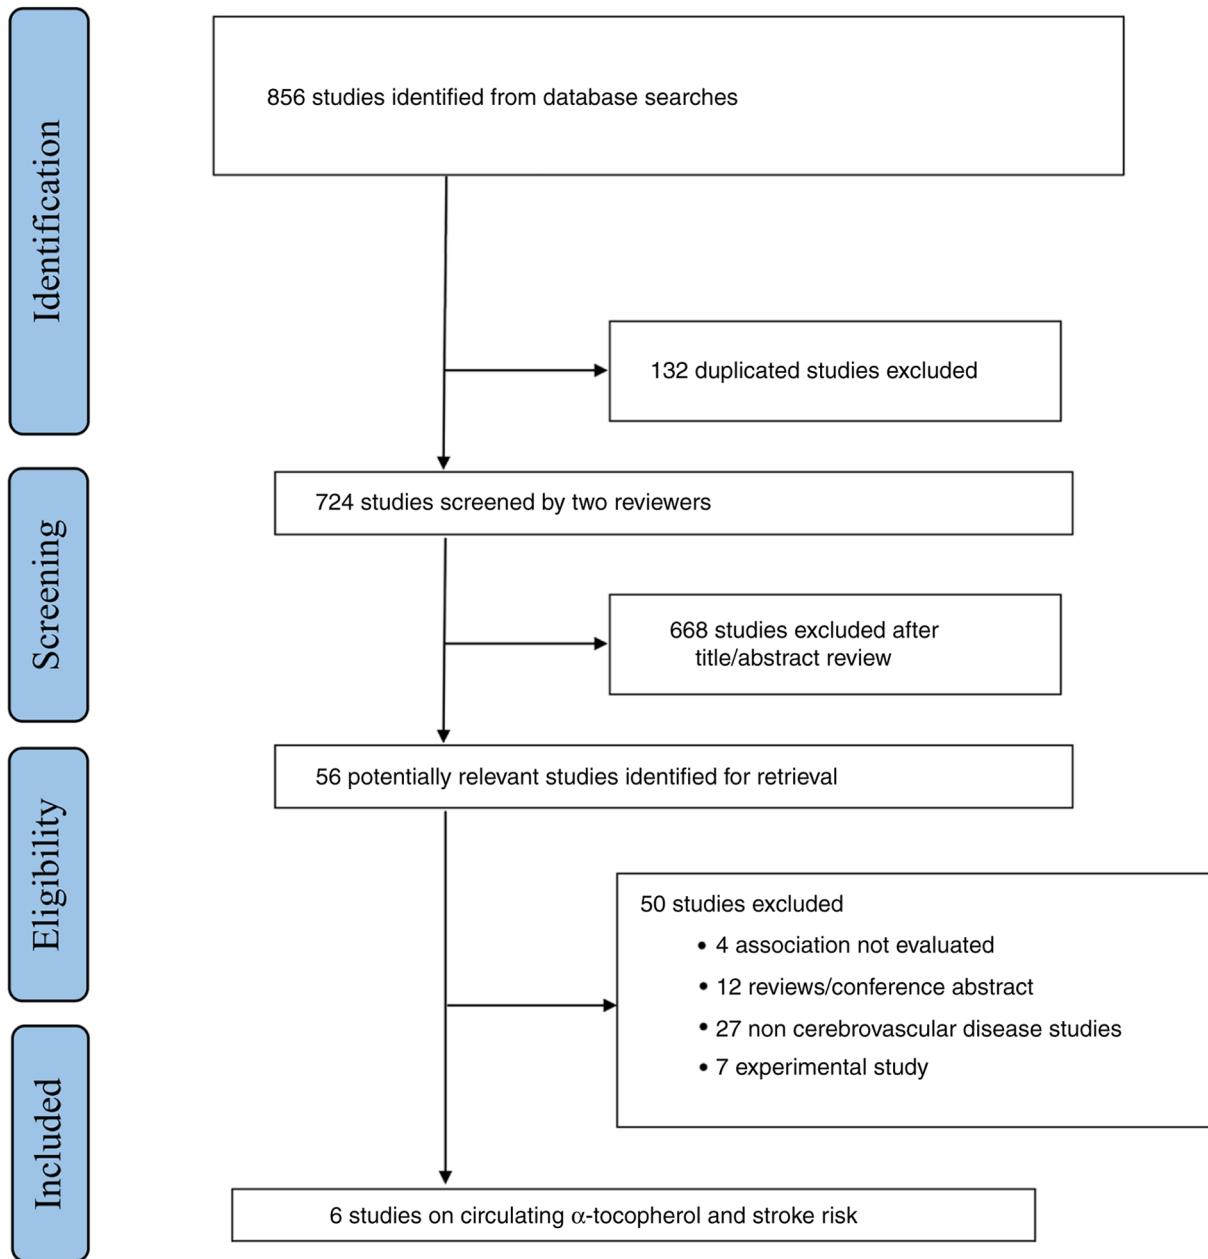 Identification
856 studies identified from database searches
132 duplicated studies excluded
Screening
724 studies screened by two reviewers
668 studies excluded after
title/abstract review
Eligibility
56 potentially relevant studies identified for retrieval
50 studies excluded
• 4 association not evaluated
• 12 reviews/conference abstract
• 27 non cerebrovascular disease studies
• 7 experimental study
Included
6 studies on circulating α-tocopherol and stroke risk